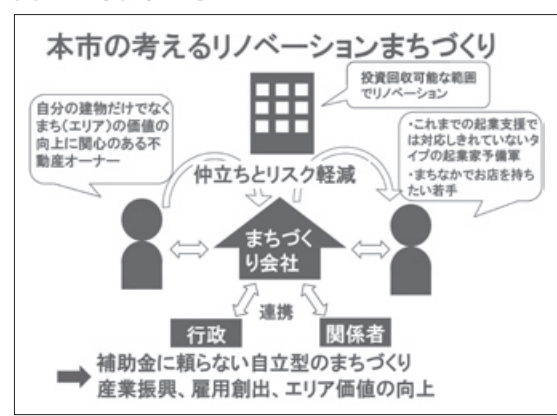 本市の考えるリノベーションまちづくり
投資回収可能な範囲
でリノベーション
自分の建物だけでなく
まち(エリア)の価値の
向上に関心のある不
動産オーナー
・これまでの起業支援で
は対応しきれていないタ
イプの起業家予備軍
・まちなかでお店を持ち
たい若手
仲立ちとリスク軽減
まちづく
り会社
連携
行政
関係者
補助金に頼らない自立型のまちづくり
産業振興、雇用創出、エリア価値の向上